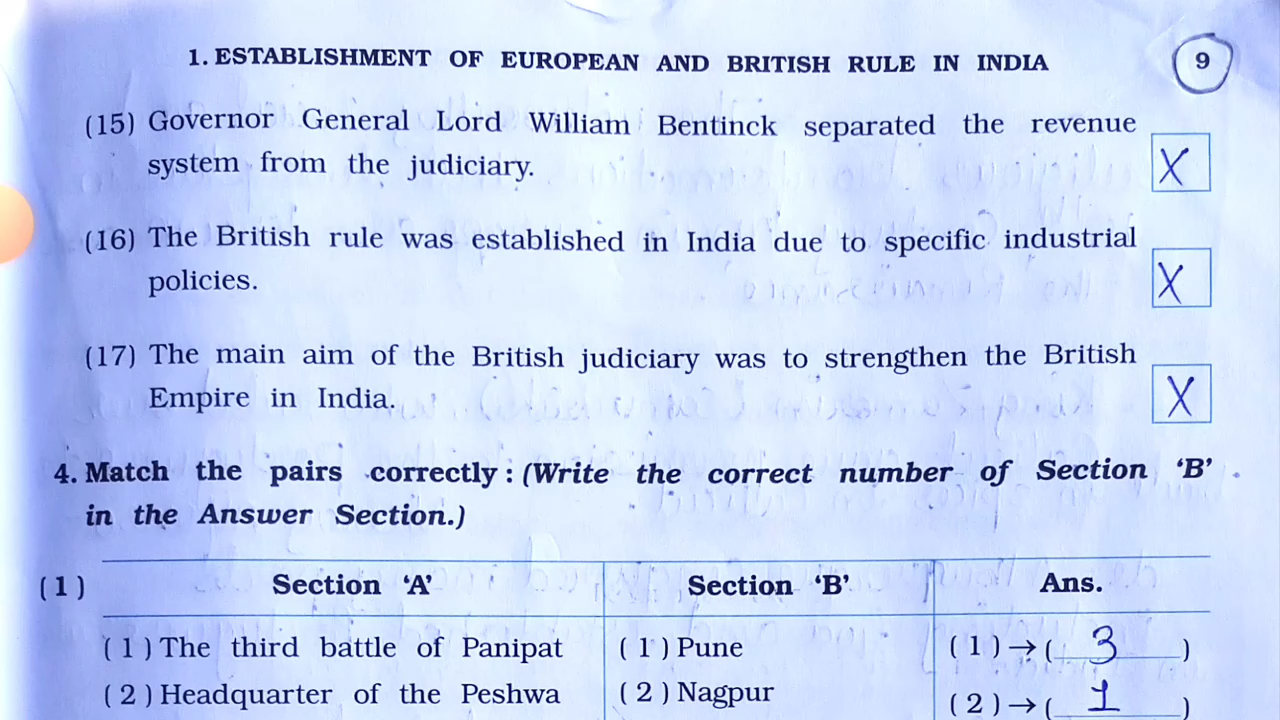 1. ESTABLISHMENT OF EUROPEAN AND BRITISH RULE IN INDIA 9
(15) Governor General Lord William Bentinck separated the revenue
system from the judiciary. X
(16) The British rule was established in India due to specific industrial
policies. X
(17) The main aim of the British judiciary was to strengthen the British
Empire in India. X
4. Match the pairs correctly : (Write the correct number of Section ‘B’
in the Answer Section.)
(1) Section ‘A’ Section ‘B’ Ans.
(1) The third battle of Panipat (1) Pune (1) → ( 3 )
(2) Headquarter of the Peshwa (2) Nagpur (2) → ( 1 )